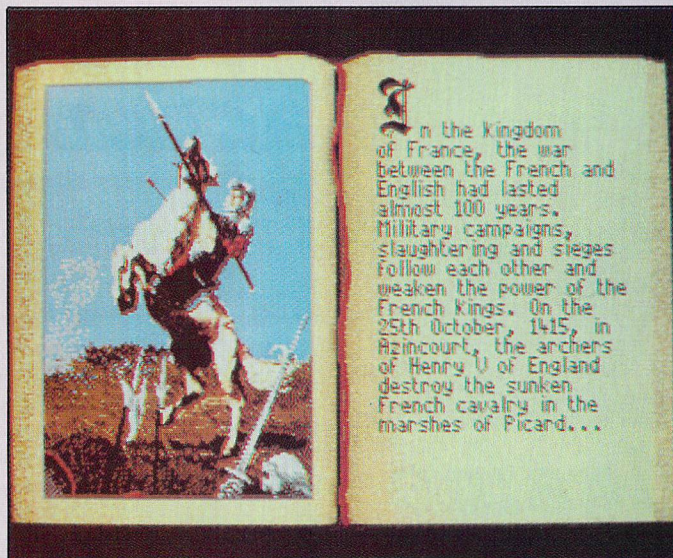 In the Kingdom
of France, the war
between the French and
English had lasted
almost 100 years.
Military campaigns,
slaughtering and sieges
follow each other and
weaken the power of the
French Kings. On the
25th October, 1415, in
Azincourt, the archers
of Henry V of England
destroy the sunken
French cavalry in the
marshes of Picard...